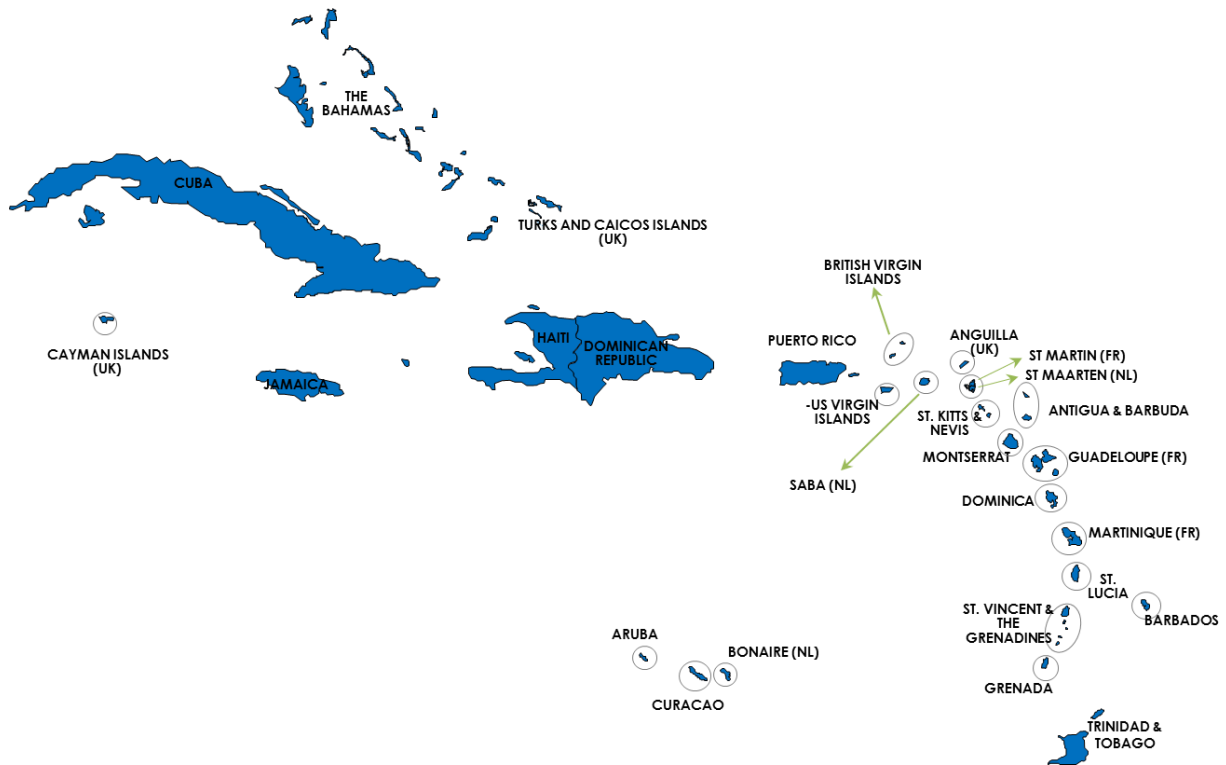 THE
BAHAMAS
CUBA
TURKS AND CAICOS ISLANDS
(UK)
BRITISH VIRGIN
ISLANDS
CAYMAN ISLANDS
(UK)
JAMAICA
HAITI
DOMINICAN
REPUBLIC
PUERTO RICO
ANGUILLA
(UK)
ST MARTIN (FR)
ST MAARTEN (NL)
-US VIRGIN
ISLANDS
ST. KITTS &
NEVIS
ANTIGUA & BARBUDA
MONTSERRAT
GUADELOUPE (FR)
SABA (NL)
DOMINICA
MARTINIQUE (FR)
ST.
LUCIA
ST. VINCENT &
THE
GRENADINES
BARBADOS
ARUBA
BONAIRE (NL)
CURACAO
GRENADA
TRINIDAD &
TOBAGO